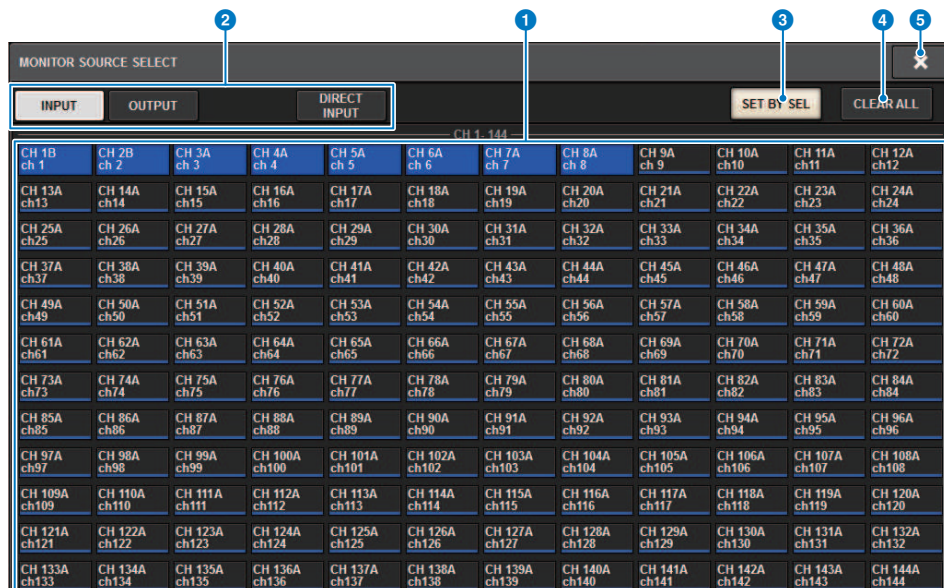 2 1 3 4 5
MONITOR SOURCE SELECT
INPUT OUTPUT DIRECT INPUT SET BY SEL CLEAR ALL
CH 1- 144
CH 1B CH 2B CH 3A CH 4A CH 5A CH 6A CH 7A CH 8A CH 9A CH 10A CH 11A CH 12A
ch 1 ch 2 ch 3 ch 4 ch 5 ch 6 ch 7 ch 8 ch 9 ch10 ch11 ch12
CH 13A CH 14A CH 15A CH 16A CH 17A CH 18A CH 19A CH 20A CH 21A CH 22A CH 23A CH 24A
ch13 ch14 ch15 ch16 ch17 ch18 ch19 ch20 ch21 ch22 ch23 ch24
CH 25A CH 26A CH 27A CH 28A CH 29A CH 30A CH 31A CH 32A CH 33A CH 34A CH 35A CH 36A
ch25 ch26 ch27 ch28 ch29 ch30 ch31 ch32 ch33 ch34 ch35 ch36
CH 37A CH 38A CH 39A CH 40A CH 41A CH 42A CH 43A CH 44A CH 45A CH 46A CH 47A CH 48A
ch37 ch38 ch39 ch40 ch41 ch42 ch43 ch44 ch45 ch46 ch47 ch48
CH 49A CH 50A CH 51A CH 52A CH 53A CH 54A CH 55A CH 56A CH 57A CH 58A CH 59A CH 60A
ch49 ch50 ch51 ch52 ch53 ch54 ch55 ch56 ch57 ch58 ch59 ch60
CH 61A CH 62A CH 63A CH 64A CH 65A CH 66A CH 67A CH 68A CH 69A CH 70A CH 71A CH 72A
ch61 ch62 ch63 ch64 ch65 ch66 ch67 ch68 ch69 ch70 ch71 ch72
CH 73A CH 74A CH 75A CH 76A CH 77A CH 78A CH 79A CH 80A CH 81A CH 82A CH 83A CH 84A
ch73 ch74 ch75 ch76 ch77 ch78 ch79 ch80 ch81 ch82 ch83 ch84
CH 85A CH 86A CH 87A CH 88A CH 89A CH 90A CH 91A CH 92A CH 93A CH 94A CH 95A CH 96A
ch85 ch86 ch87 ch88 ch89 ch90 ch91 ch92 ch93 ch94 ch95 ch96
CH 97A CH 98A CH 99A CH 100A CH 101A CH 102A CH 103A CH 104A CH 105A CH 106A CH 107A CH 108A
ch97 ch98 ch99 ch100 ch101 ch102 ch103 ch104 ch105 ch106 ch107 ch108
CH 109A CH 110A CH 111A CH 112A CH 113A CH 114A CH 115A CH 116A CH 117A CH 118A CH 119A CH 120A
ch109 ch110 ch111 ch112 ch113 ch114 ch115 ch116 ch117 ch118 ch119 ch120
CH 121A CH 122A CH 123A CH 124A CH 125A CH 126A CH 127A CH 128A CH 129A CH 130A CH 131A CH 132A
ch121 ch122 ch123 ch124 ch125 ch126 ch127 ch128 ch129 ch130 ch131 ch132
CH 133A CH 134A CH 135A CH 136A CH 137A CH 138A CH 139A CH 140A CH 141A CH 142A CH 143A CH 144A
ch133 ch134 ch135 ch136 ch137 ch138 ch139 ch140 ch141 ch142 ch143 ch144